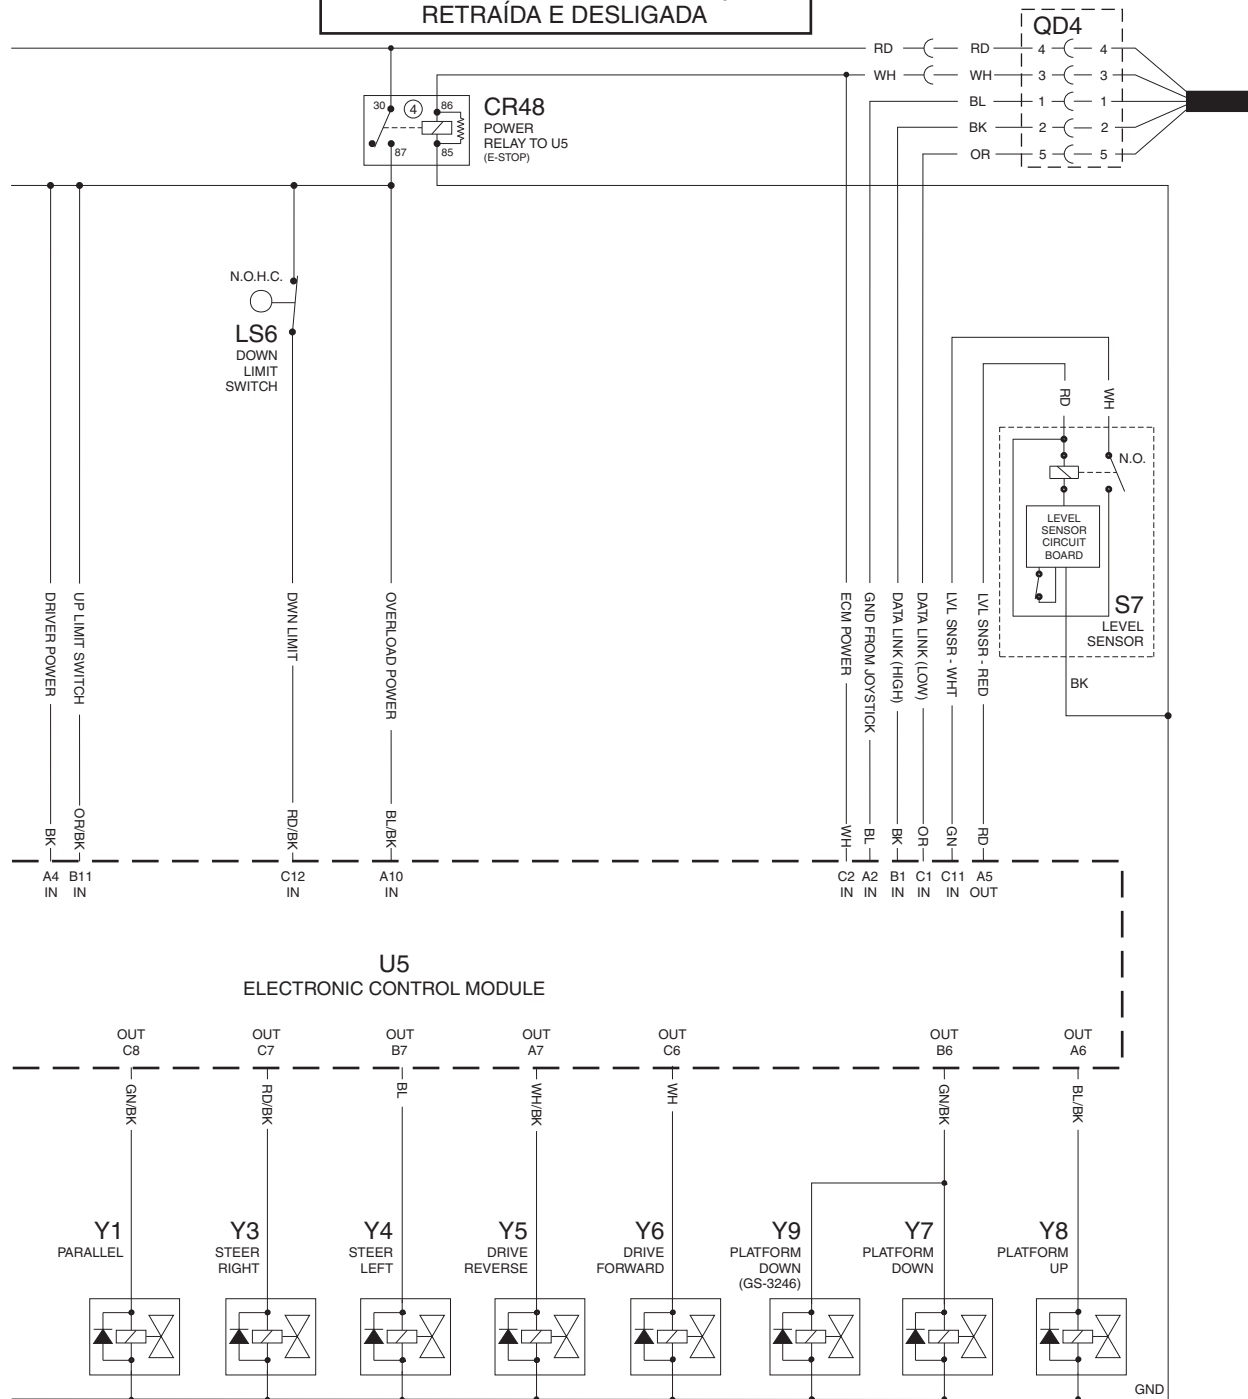 RETRAÍDA E DESLIGADA
QD4
RD RD 4 4
WH WH 3 3
BL 1 1
BK 2 2
OR 5 5
30 4 86
87 85
CR48
POWER
RELAY TO U5
(E-STOP)
N.O.H.C.
LS6
DOWN
LIMIT
SWITCH
RD
WH
N.O.
LEVEL
SENSOR
CIRCUIT
BOARD
S7
LEVEL
SENSOR
BK
DRIVER POWER
UP LIMIT SWITCH
DWN LIMIT
OVERLOAD POWER
ECM POWER
GND FROM JOYSTICK
DATA LINK (HIGH)
DATA LINK (LOW)
LVL SNSR - WHT
LVL SNSR - RED
BK
OR/BK
RD/BK
BL/BK
WH
BL
BK
OR
GN
RD
A4 B11 C12 A10 C2 A2 B1 C1 C11 A5
IN IN IN IN IN IN IN IN IN OUT
U5
ELECTRONIC CONTROL MODULE
OUT OUT OUT OUT OUT OUT OUT
C8 C7 B7 A7 C6 B6 A6
GN/BK
RD/BK
BL
WH/BK
WH
GN/BK
BL/BK
Y1
PARALLEL
Y3
STEER
RIGHT
Y4
STEER
LEFT
Y5
DRIVE
REVERSE
Y6
DRIVE
FORWARD
Y9
PLATFORM
DOWN
(GS-3246)
Y7
PLATFORM
DOWN
Y8
PLATFORM
UP
GND